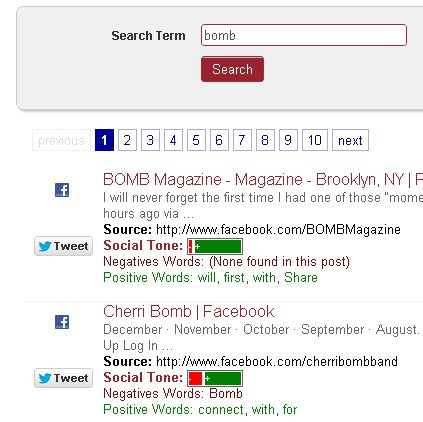 Search Term bomb
Search
previous 1 2 3 4 5 6 7 8 9 10 next
BOMB Magazine - Magazine - Brooklyn, NY |
I will never forget the first time I had one of those "mome
hours ago via ...
Source: http://www.facebook.com/BOMBMagazine
Tweet Social Tone: - +
Negatives Words: (None found in this post)
Positive Words: will, first, with, Share
Cherri Bomb | Facebook
December · November · October · September · August.
Up Log In ...
Source: http://www.facebook.com/cherribombband
Tweet Social Tone: - +
Negatives Words: Bomb
Positive Words: connect, with, for